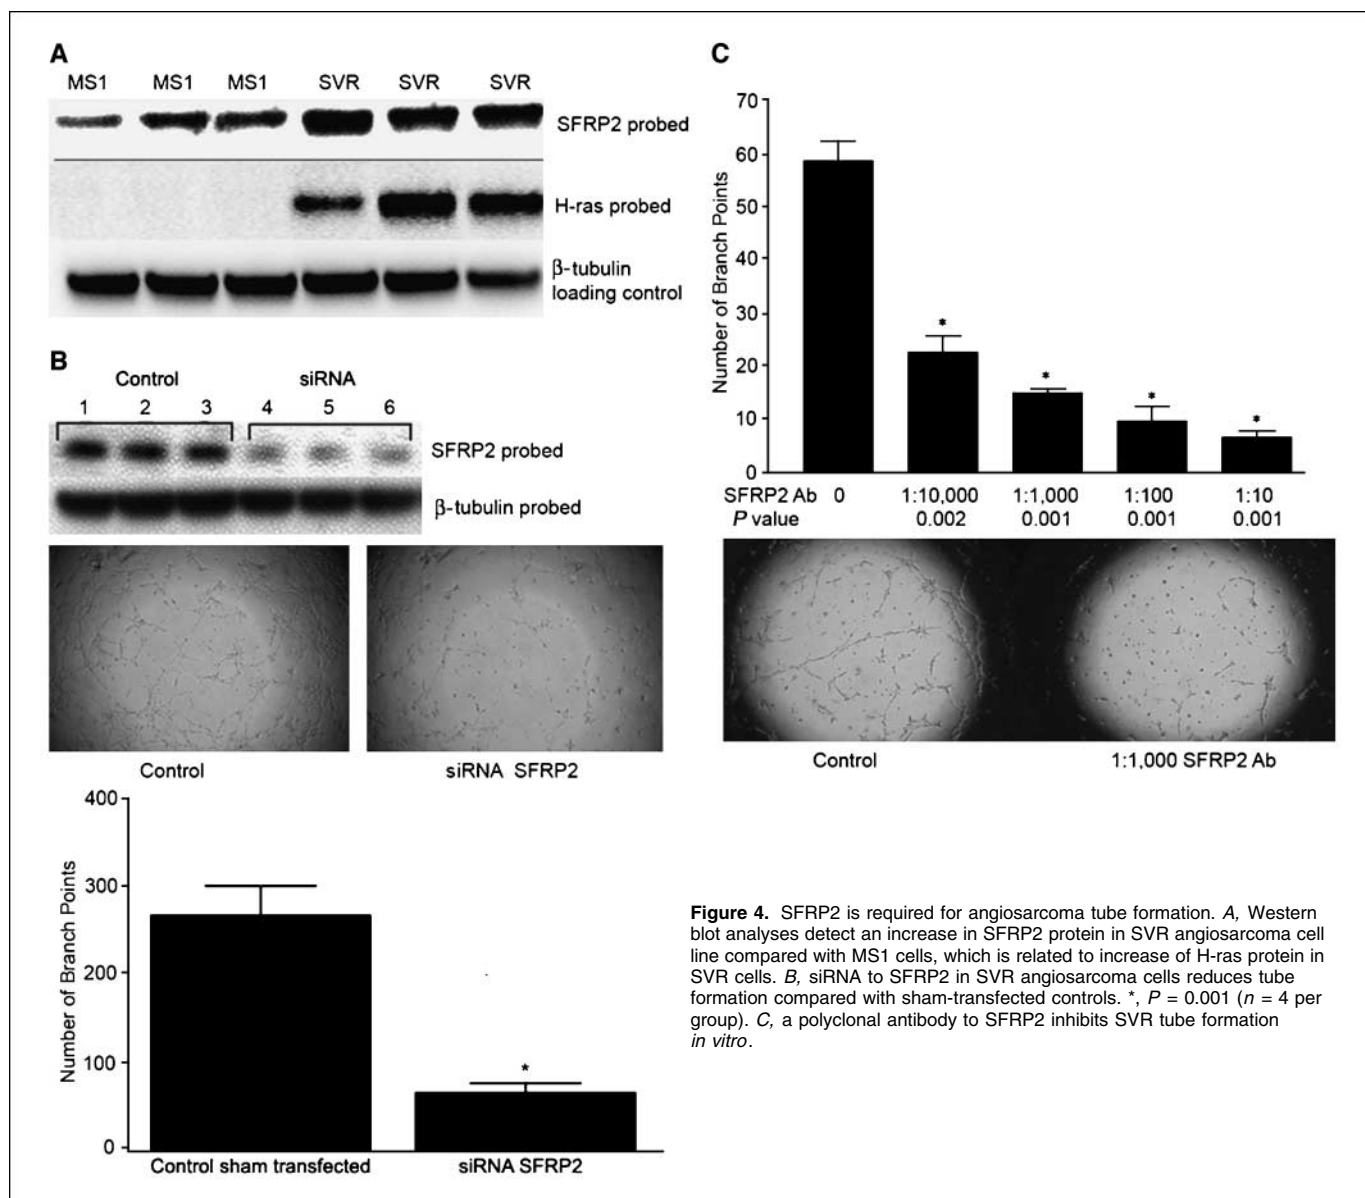 A
MS1 MS1 MS1 SVR SVR SVR
SFRP2 probed
H-ras probed
β-tubulin
loading control
B
Control siRNA
1 2 3 4 5 6
SFRP2 probed
β-tubulin probed
Control
siRNA SFRP2
400
300
200
100
0
Number of Branch Points
*
Control sham transfected
siRNA SFRP2
C
70
60
50
40
30
20
10
0
Number of Branch Points
*
*
*
*
SFRP2 Ab 0 1:10,000 1:1,000 1:100 1:10
P value 0.002 0.001 0.001 0.001
Control
1:1,000 SFRP2 Ab
Figure 4. SFRP2 is required for angiosarcoma tube formation. A, Western
blot analyses detect an increase in SFRP2 protein in SVR angiosarcoma cell
line compared with MS1 cells, which is related to increase of H-ras protein in
SVR cells. B, siRNA to SFRP2 in SVR angiosarcoma cells reduces tube
formation compared with sham-transfected controls. *, P = 0.001 (n = 4 per
group). C, a polyclonal antibody to SFRP2 inhibits SVR tube formation
in vitro.